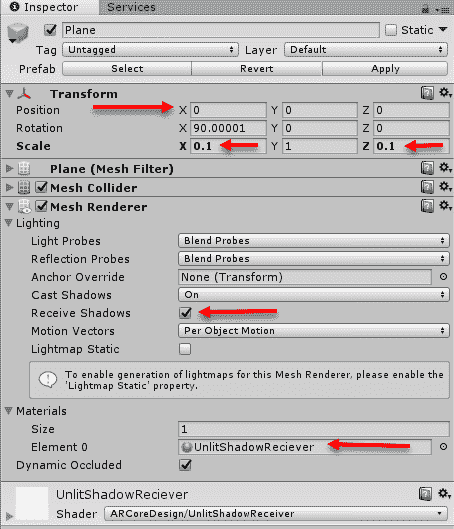 Inspector Services
Plane Static
Tag Untagged Layer Default
Prefab Select Revert Apply
Transform
Position X 0 Y 0 Z 0
Rotation X 90.00001 Y 0 Z 0
Scale X 0.1 Y 1 Z 0.1
Plane (Mesh Filter)
Mesh Collider
Mesh Renderer
Lighting
Light Probes Blend Probes
Reflection Probes Blend Probes
Anchor Override None (Transform)
Cast Shadows On
Receive Shadows
Motion Vectors Per Object Motion
Lightmap Static
To enable generation of lightmaps for this Mesh Renderer, please enable the
'Lightmap Static' property.
Materials
Size 1
Element 0 UnlitShadowReciever
Dynamic Occluded
UnlitShadowReciever
Shader ARCoreDesign/UnlitShadowReceiver